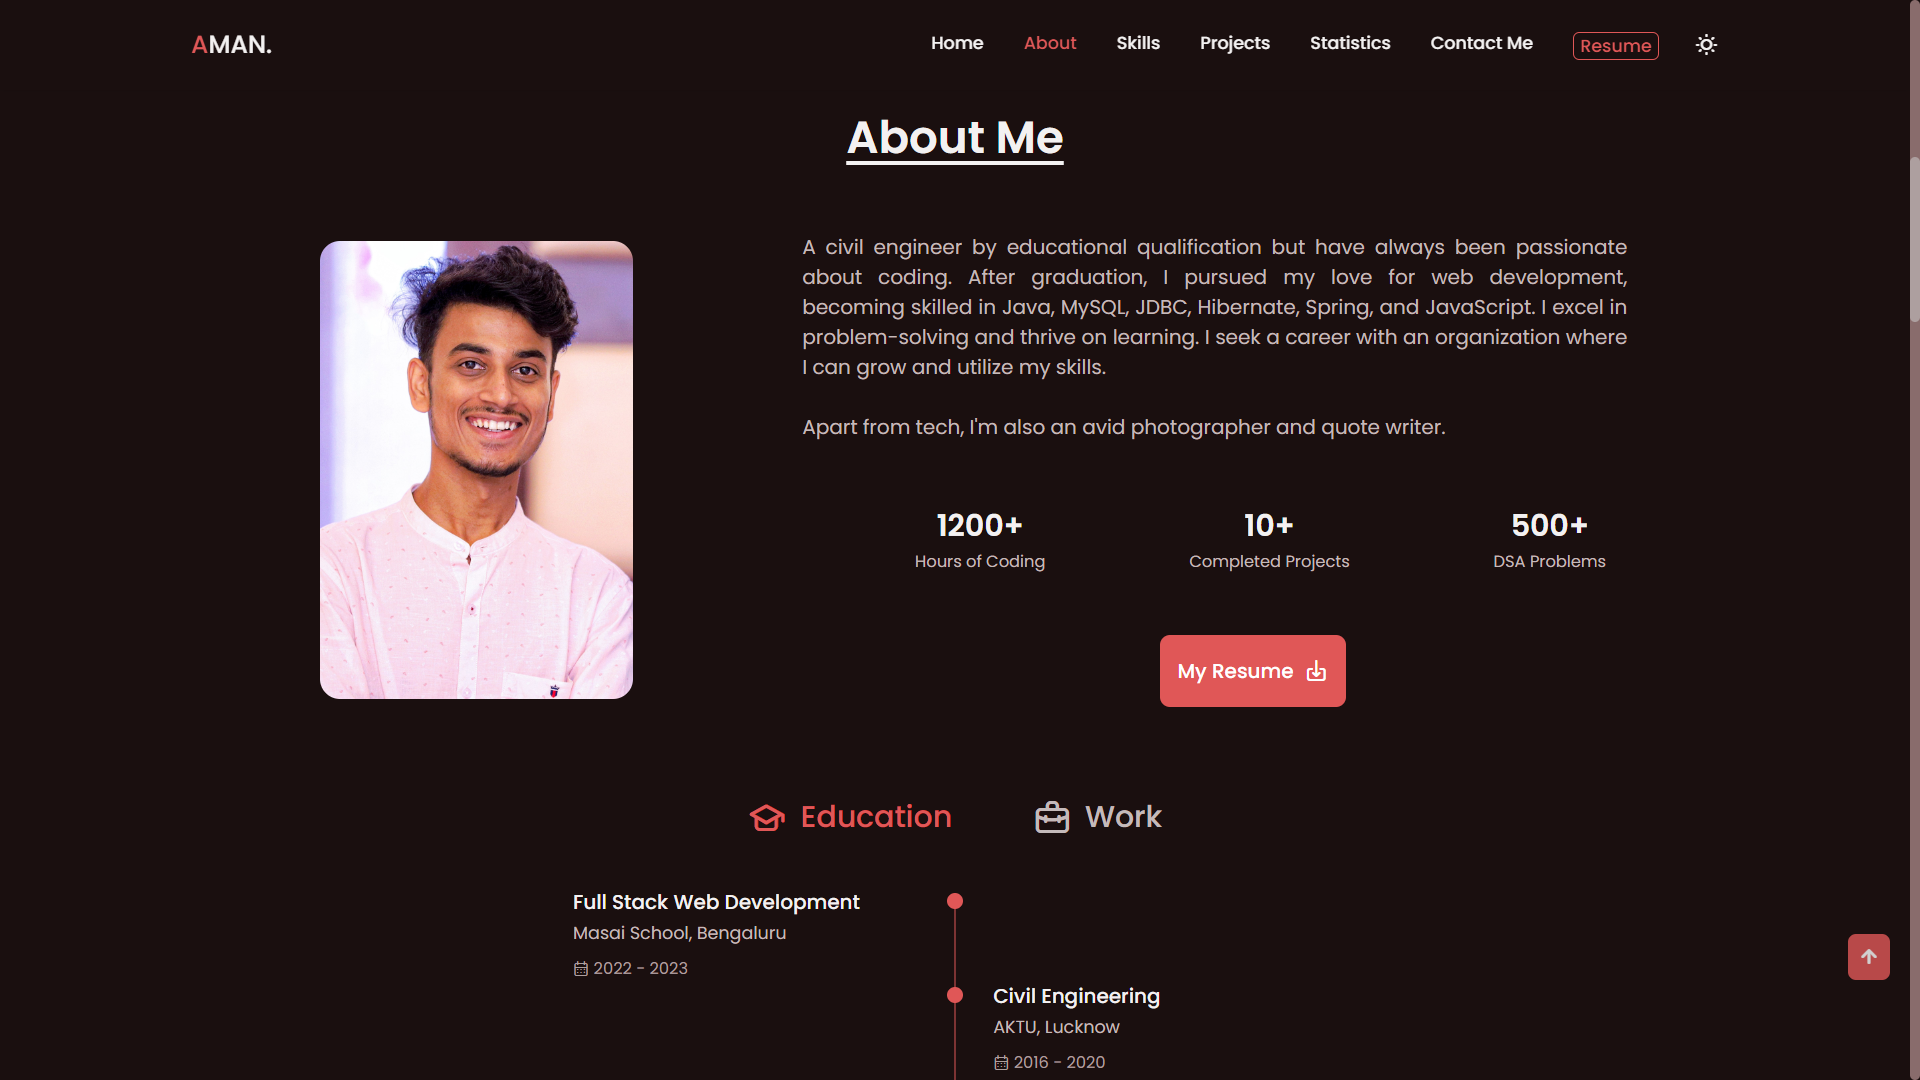 AMAN.
Home About Skills Projects Statistics Contact Me Resume
About Me
A civil engineer by educational qualification but have always been passionate
about coding. After graduation, I pursued my love for web development,
becoming skilled in Java, MySQL, JDBC, Hibernate, Spring, and JavaScript. I excel in
problem-solving and thrive on learning. I seek a career with an organization where
I can grow and utilize my skills.
Apart from tech, I'm also an avid photographer and quote writer.
1200+ 10+ 500+
Hours of Coding Completed Projects DSA Problems
My Resume
Education Work
Full Stack Web Development
Masai School, Bengaluru
2022 - 2023
Civil Engineering
AKTU, Lucknow
2016 - 2020